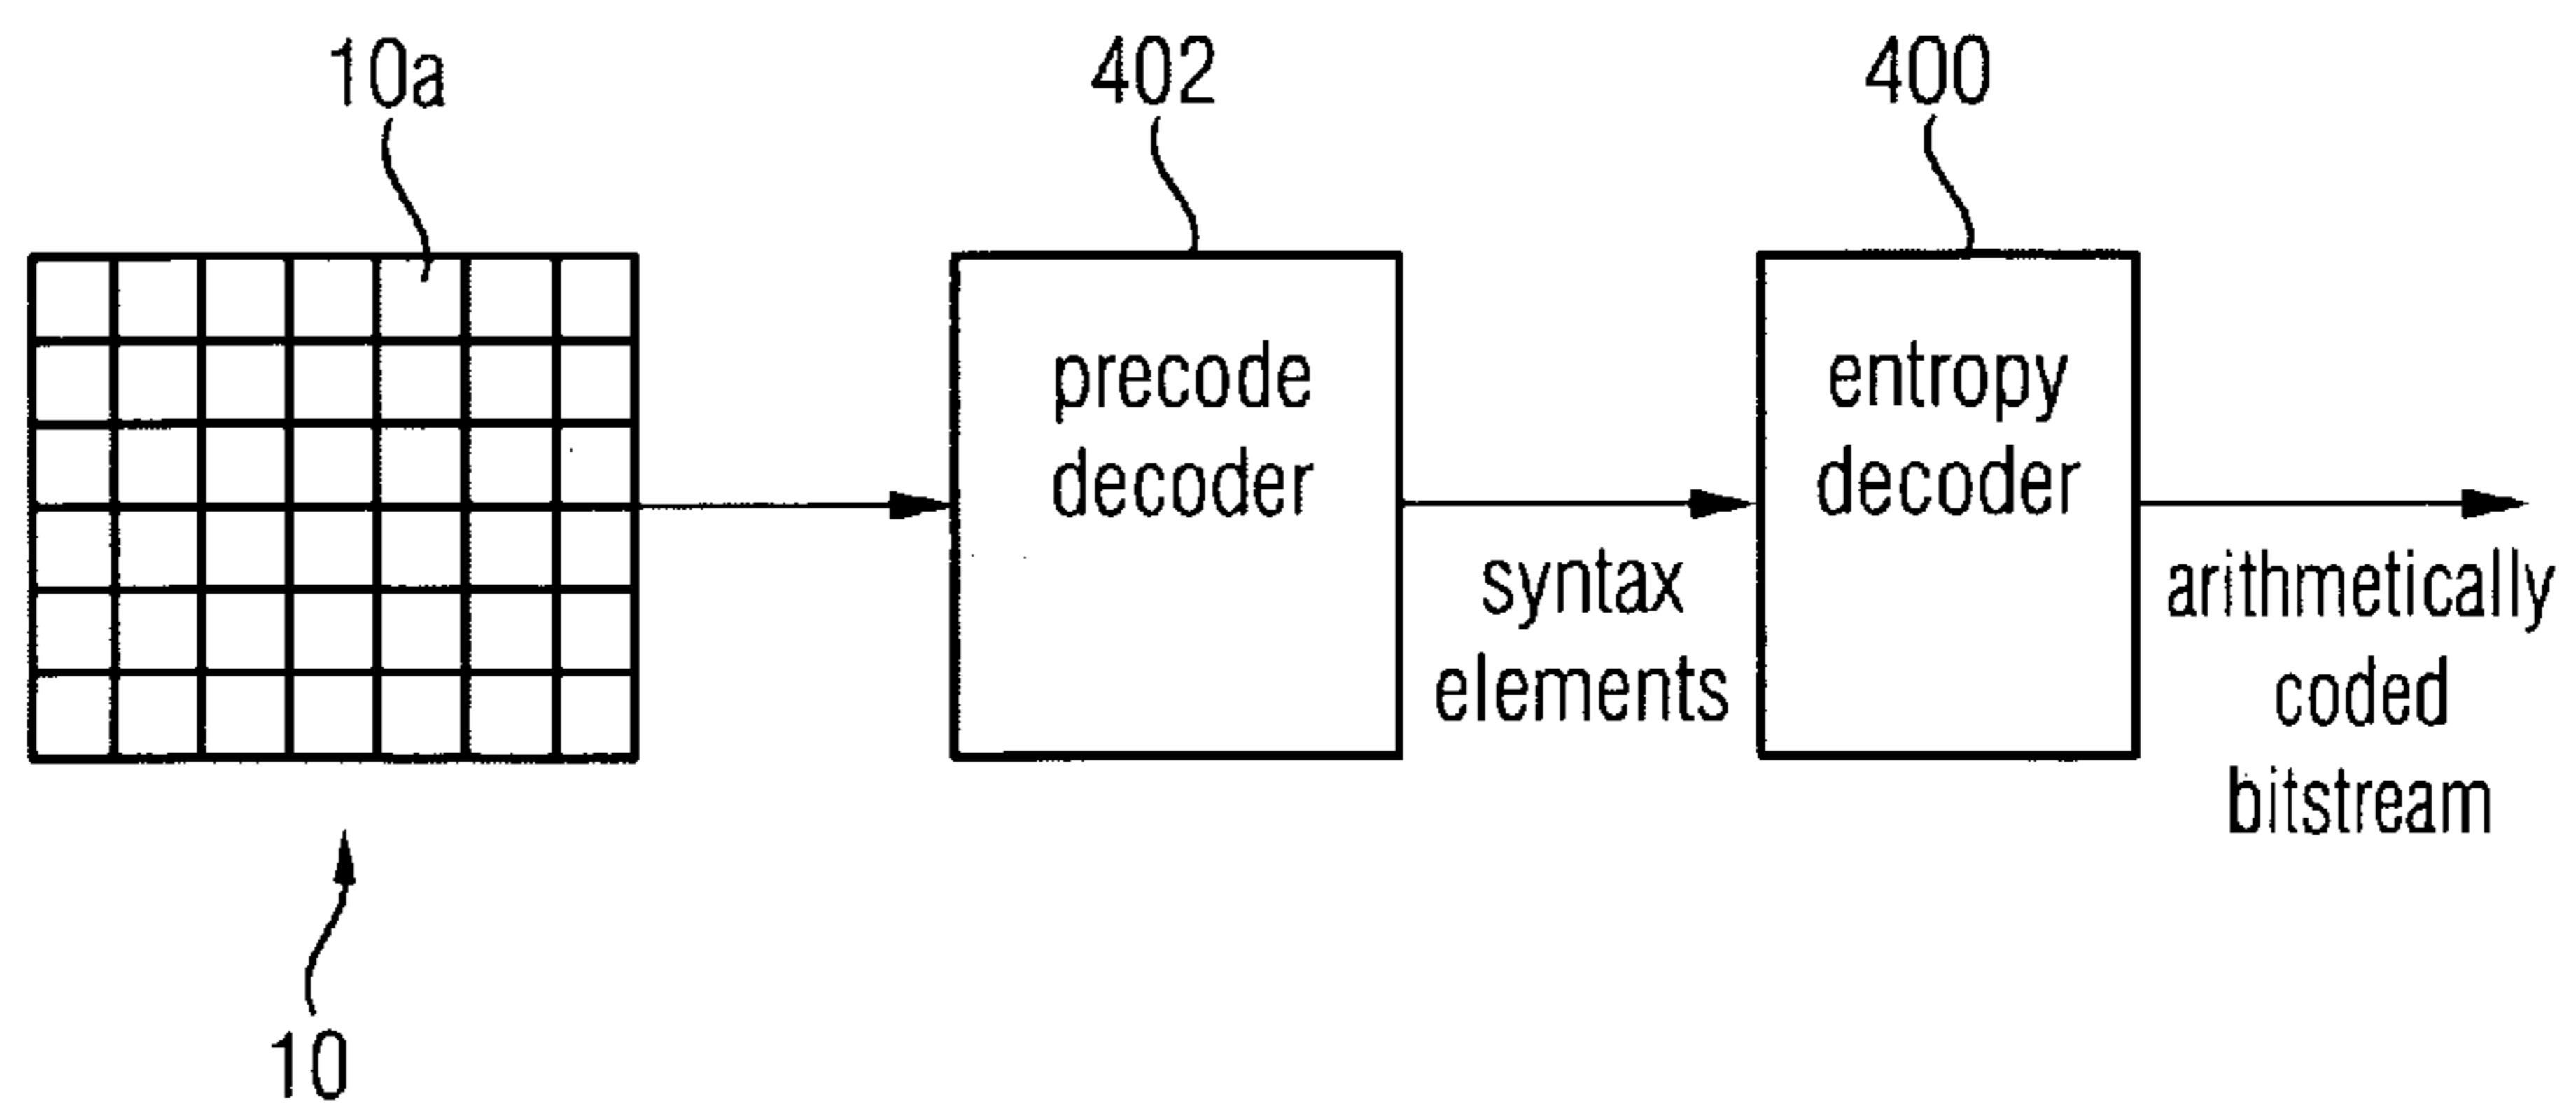 10a
402
400
precode
decoder
entropy
decoder
syntax
elements
arithmetically
coded
bitstream
10